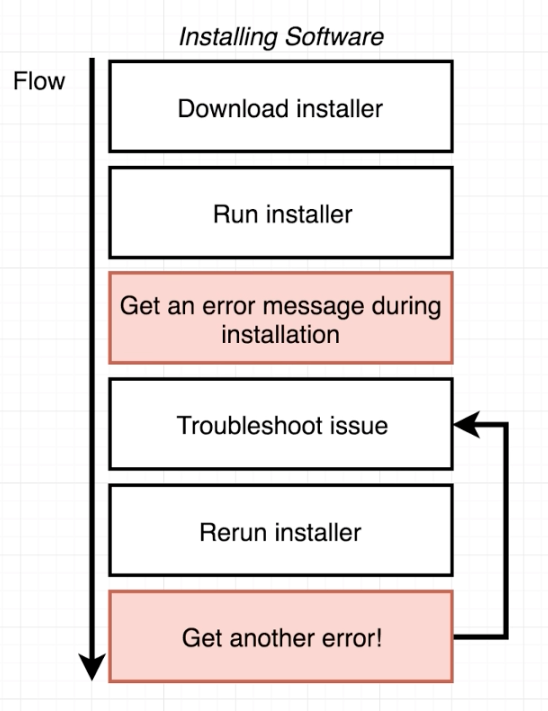 Installing Software
Flow
Download installer
Run installer
Get an error message during
installation
Troubleshoot issue
Rerun installer
Get another error!